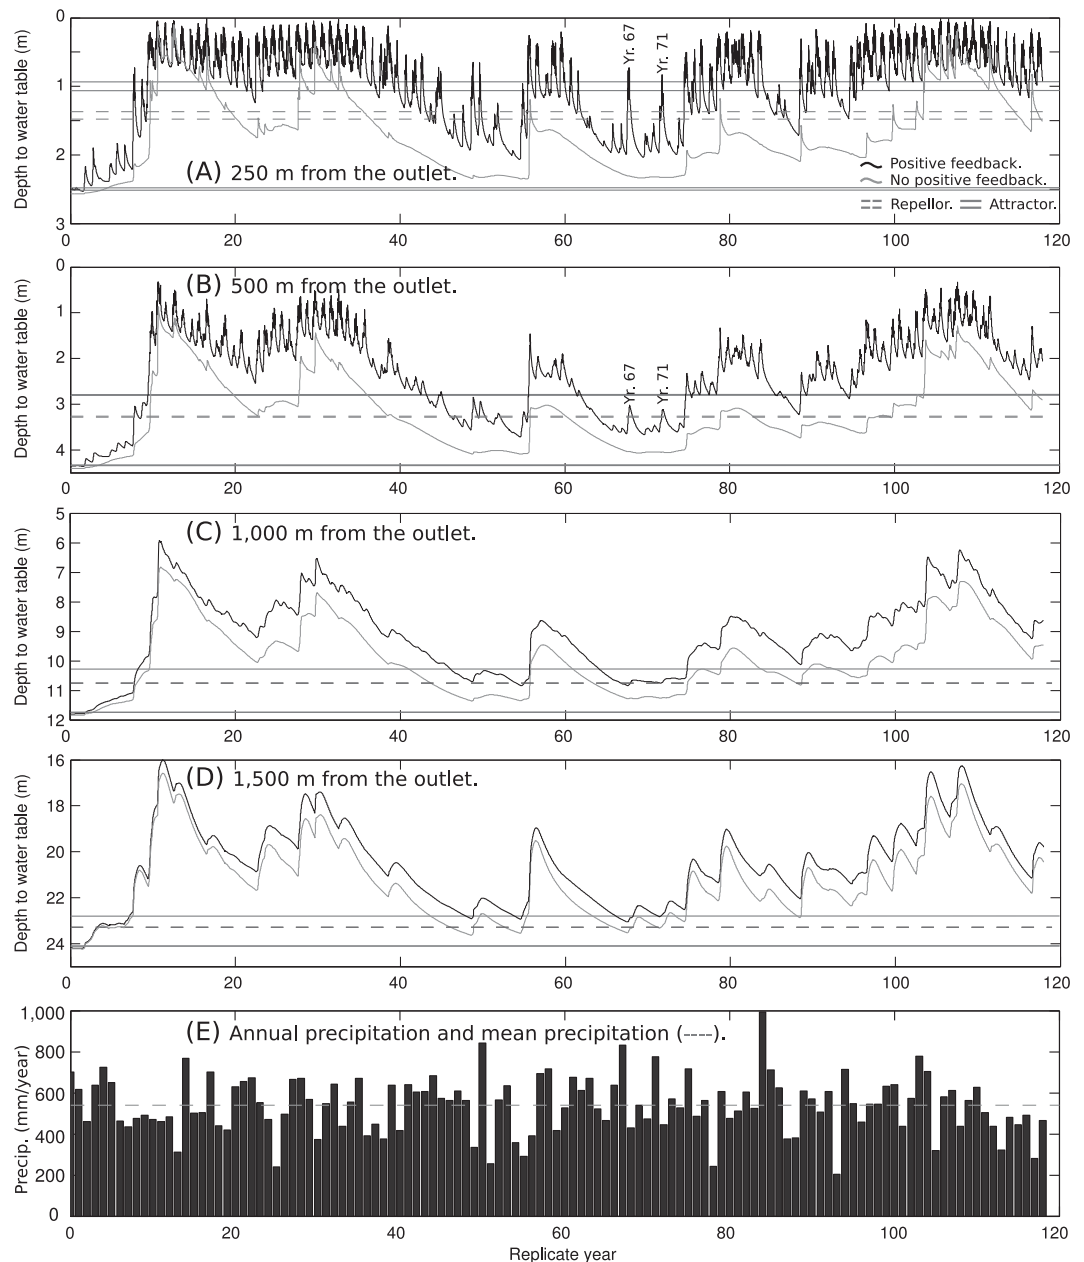 0
1
2
3
Depth to water table (m)
(A) 250 m from the outlet.
Yr. 67
Yr. 71
Positive feedback.
No positive feedback.
Repellor.
Attractor.
0 20 40 60 80 100 120
0
1
2
3
4
Depth to water table (m)
(B) 500 m from the outlet.
Yr. 67
Yr. 71
0 20 40 60 80 100 120
5
6
7
8
9
10
11
12
Depth to water table (m)
(C) 1,000 m from the outlet.
0 20 40 60 80 100 120
16
18
20
22
24
Depth to water table (m)
(D) 1,500 m from the outlet.
0 20 40 60 80 100 120
1,000
800
600
400
200
0
Precip. (mm/year)
(E) Annual precipitation and mean precipitation (----).
0 20 40 60 80 100 120
Replicate year